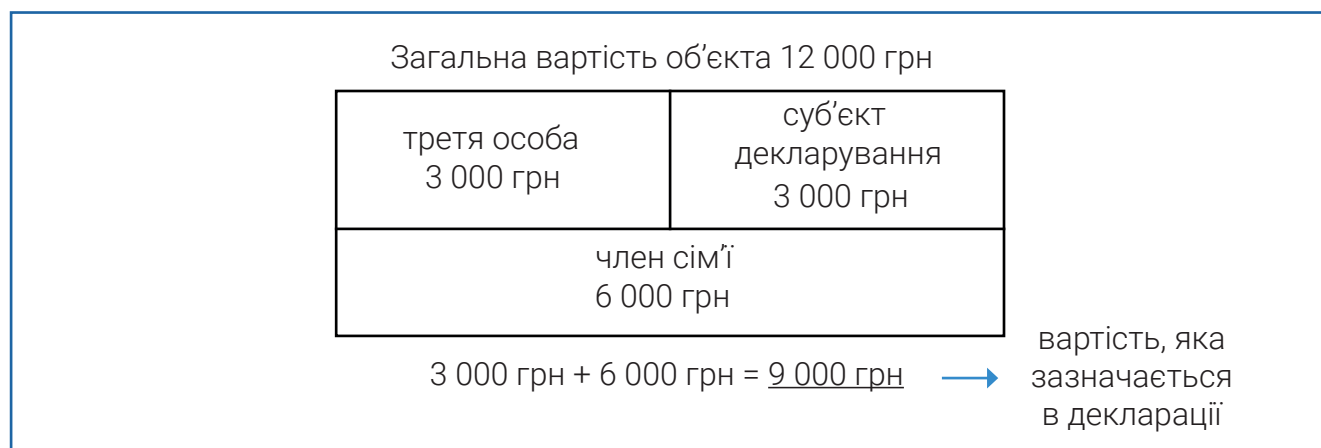 Загальна вартість об’єкта 12 000 грн
третя особа
3 000 грн
суб’єкт
декларування
3 000 грн
член сім’ї
6 000 грн
3 000 грн + 6 000 грн = 9 000 грн
вартість, яка
зазначається
в декларації